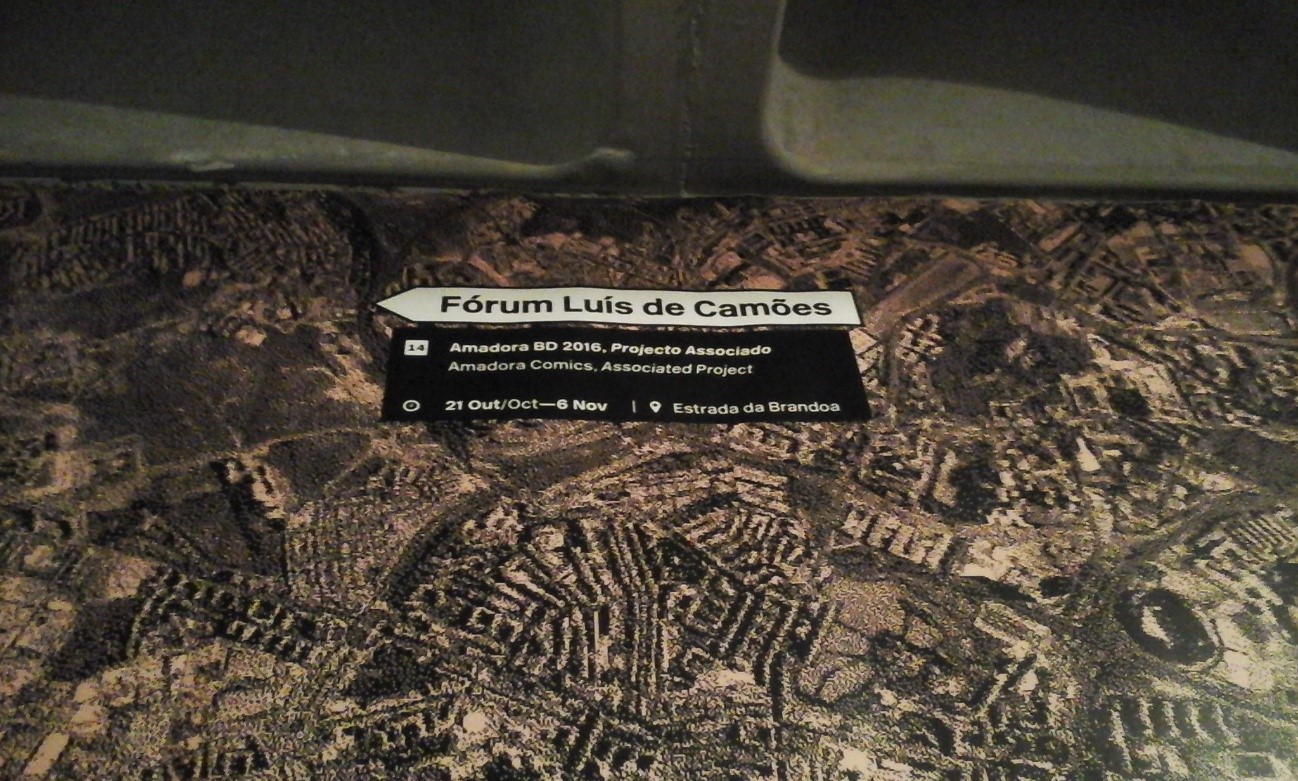 Fórum Luís de Camões
14 Amadora BD 2016, Projecto Associado
Amadora Comics, Associated Project
21 Out/Oct—6 Nov | Estrada da Brandoa